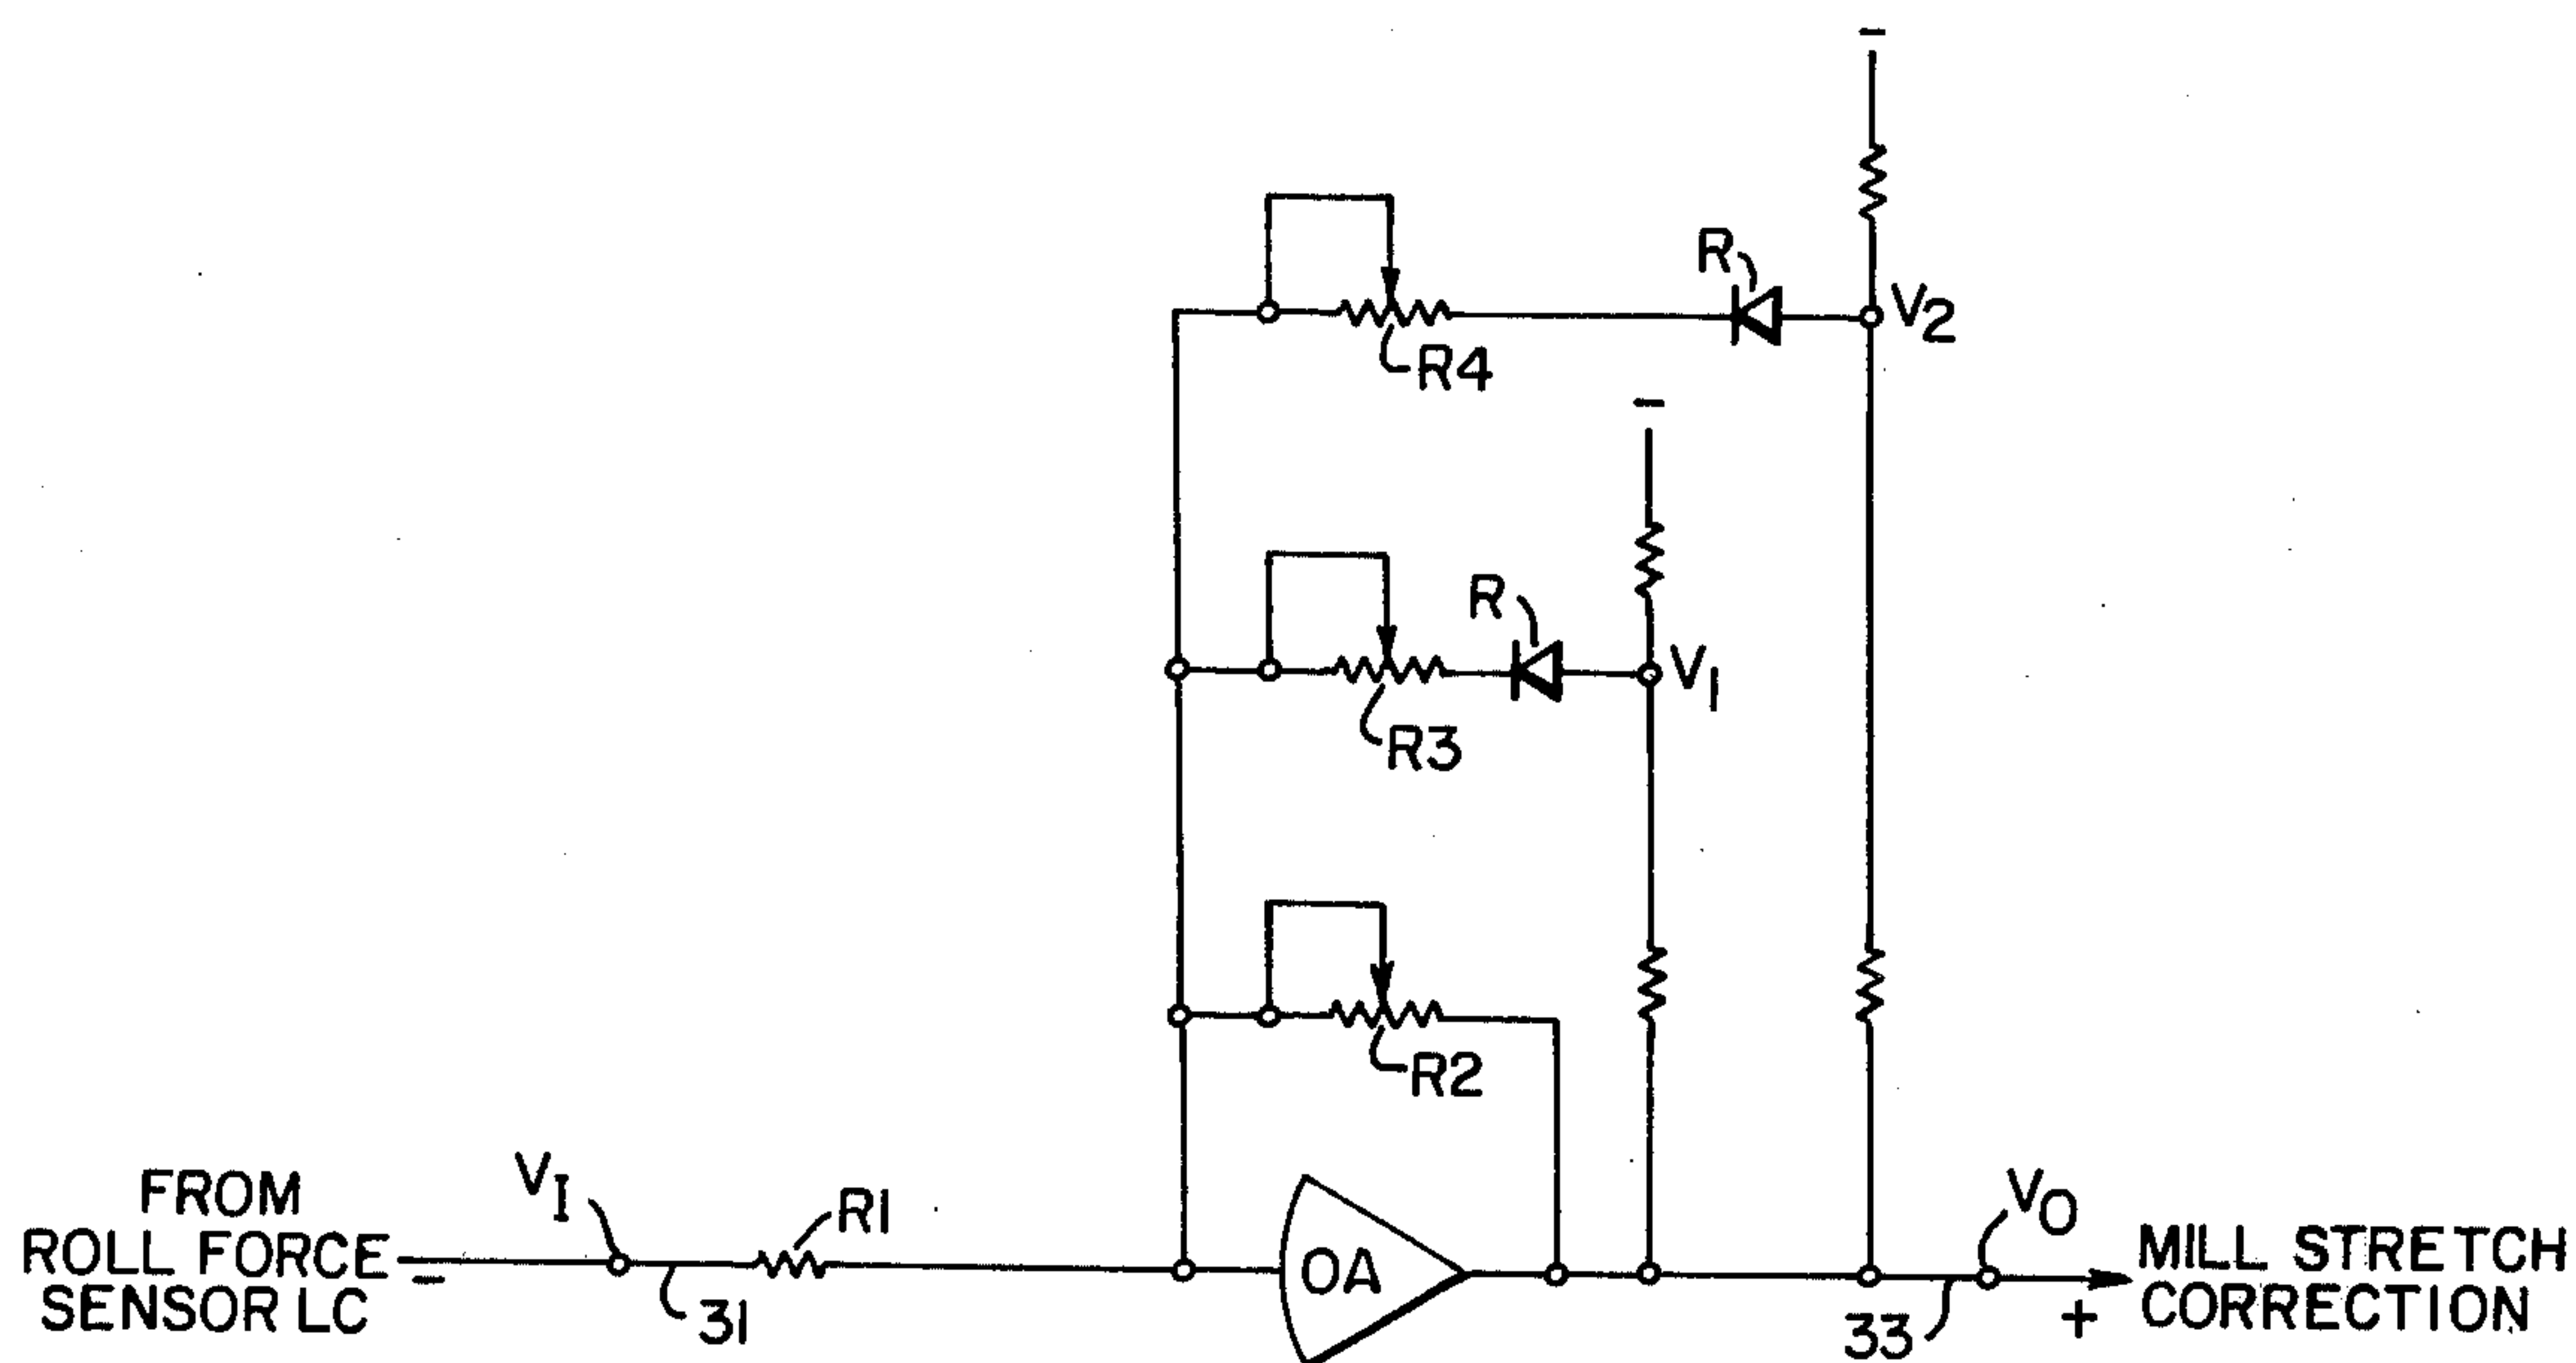 −
R
V2
R4
−
R
V1
R3
R2
FROM
ROLL FORCE
SENSOR LC
−
VI
31
R1
OA
33
VO
+
MILL STRETCH
CORRECTION